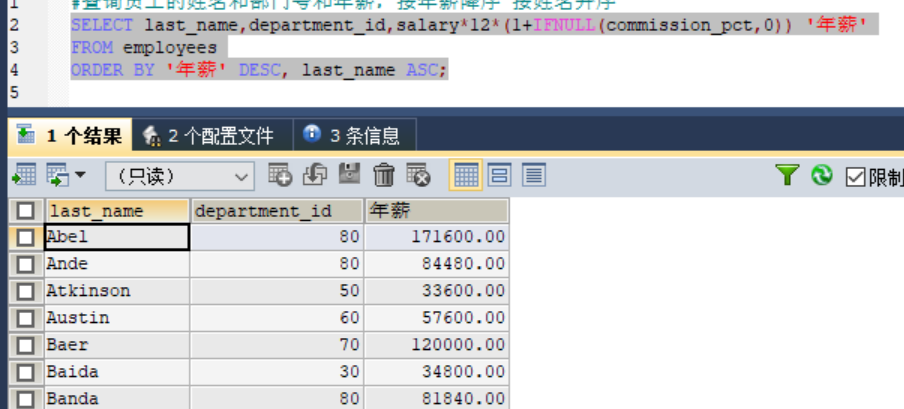 1 #查询员工的姓名和部门号和年薪，按年薪降序 按姓名升序
2 SELECT last_name,department_id,salary*12*(1+IFNULL(commission_pct,0)) '年薪'
3 FROM employees
4 ORDER BY '年薪' DESC, last_name ASC;
5
1 个结果 2 个配置文件 3 条信息
(只读) 限制
last_name department_id 年薪
Abel 80 171600.00
Ande 80 84480.00
Atkinson 50 33600.00
Austin 60 57600.00
Baer 70 120000.00
Baida 30 34800.00
Banda 80 81840.00